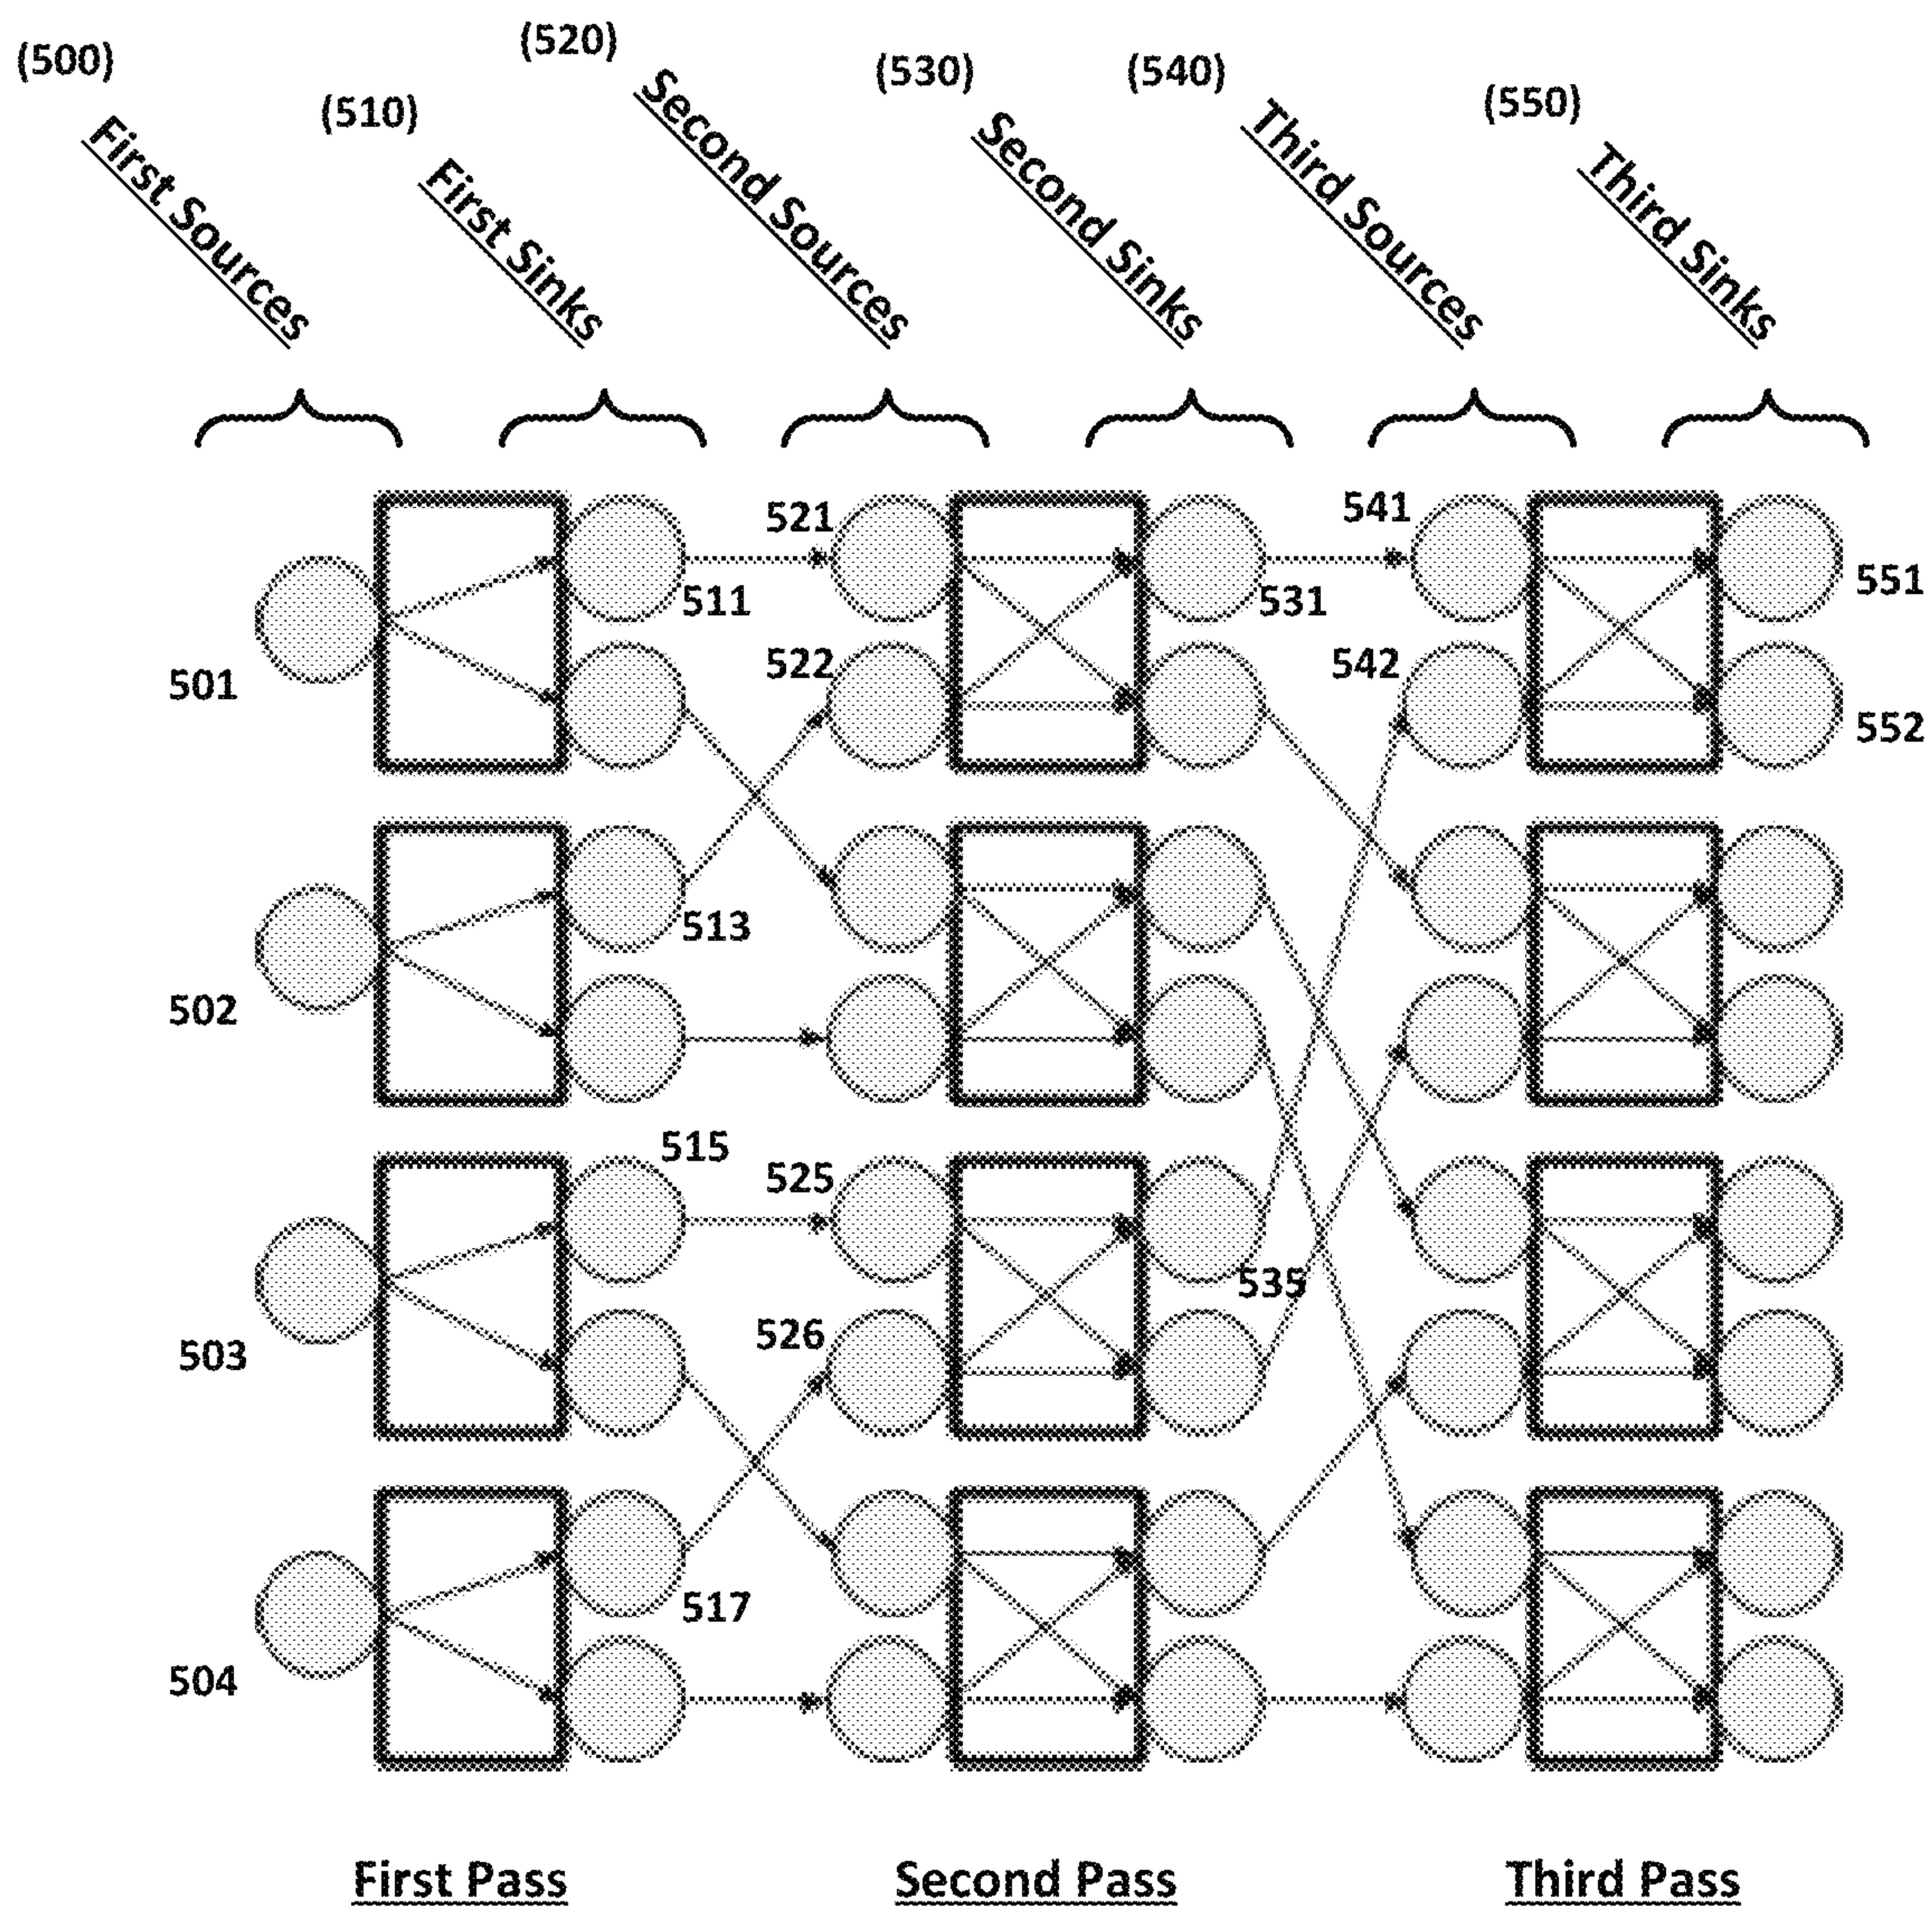 (500)
First Sources
(510)
First Sinks
(520)
Second Sources
(530)
Second Sinks
(540)
Third Sources
(550)
Third Sinks
521
541
511
531
551
522
542
501
552
513
502
515
525
535
526
503
517
504
First Pass
Second Pass
Third Pass